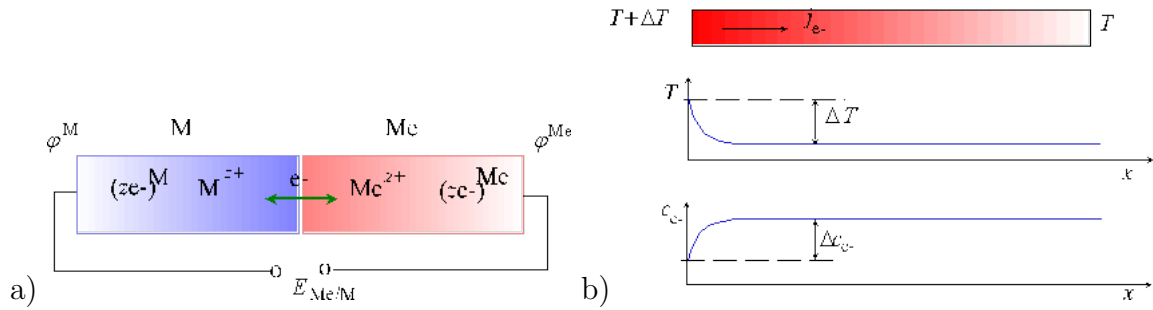 φ^M M Me φ^Me
(ze-)^M M^z+ e- Me^z+ (ze-)^Me
E_Me/M
a)
T+ΔT j_e- T
T
ΔT
x
c_e-
Δc_e-
x
b)